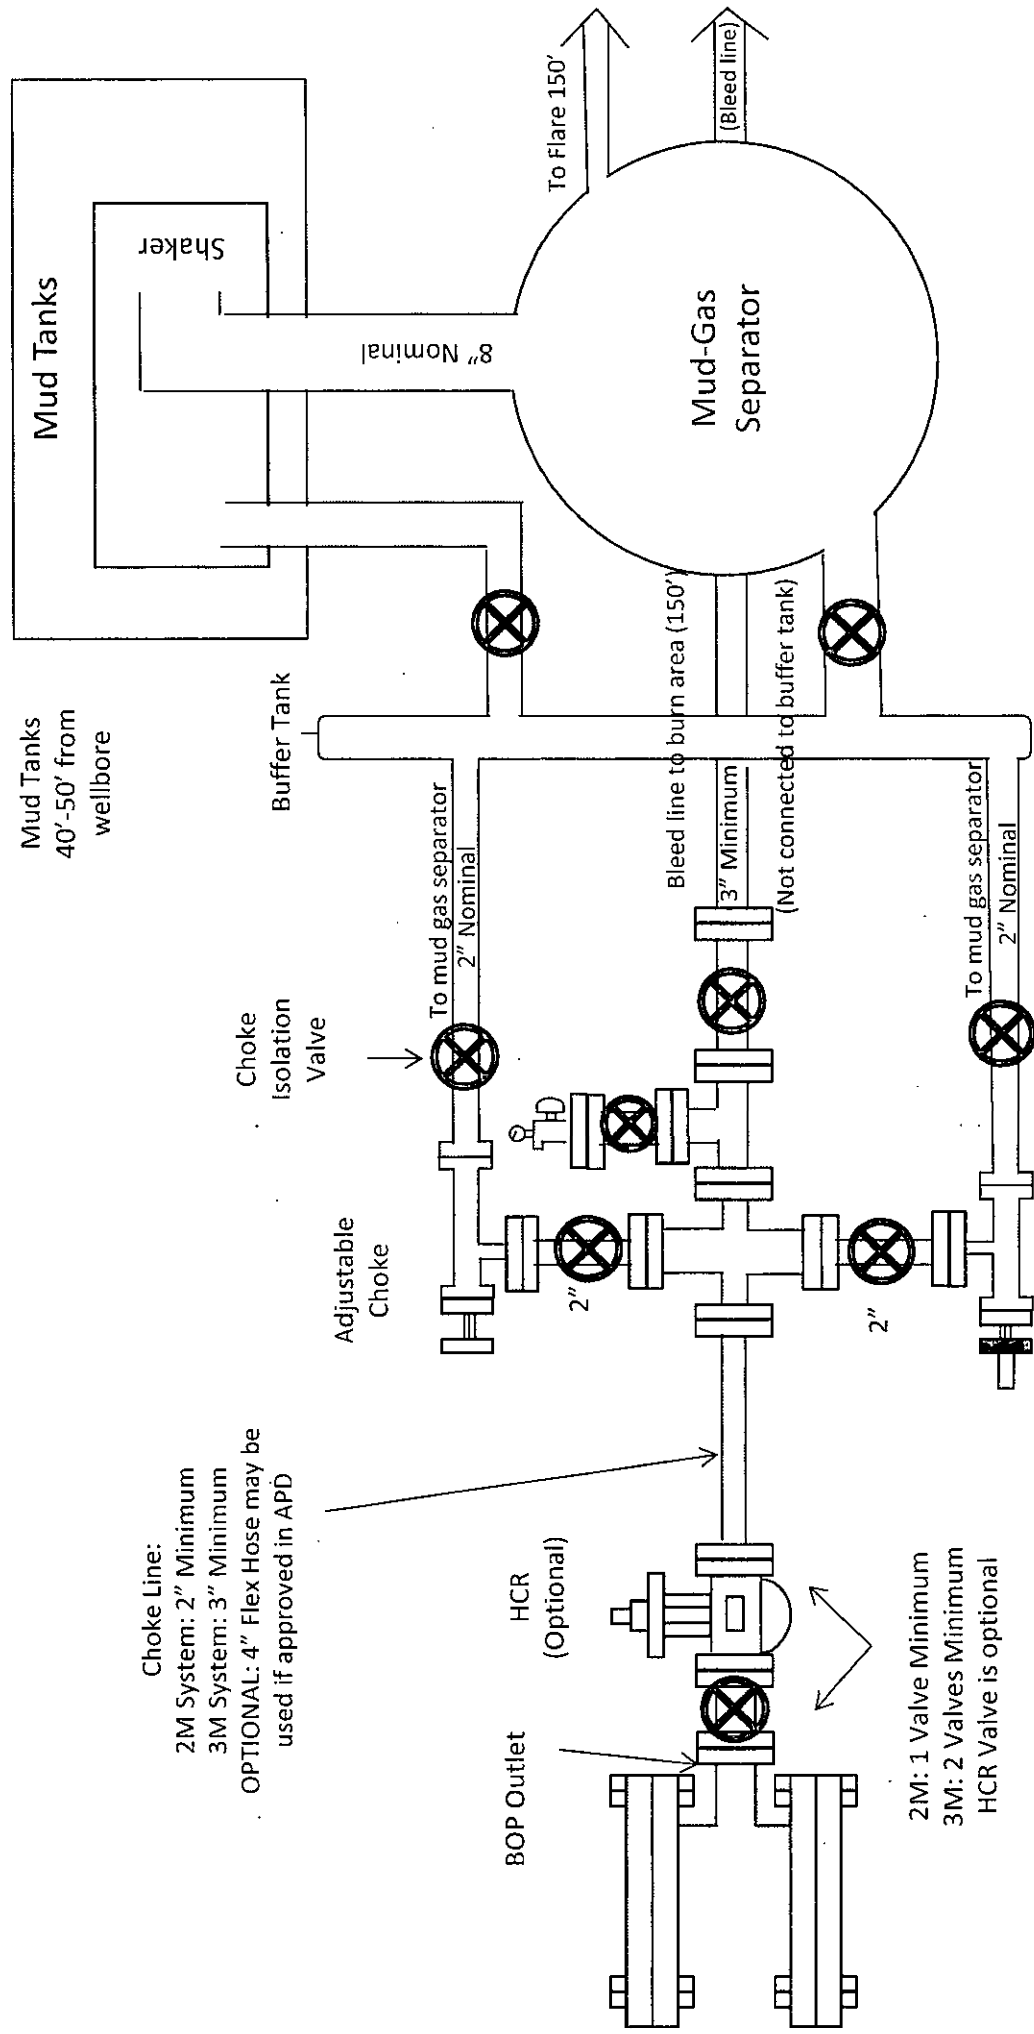 Mud Tanks
40'-50' from
wellbore
Mud Tanks
Shaker
8" Nominal
Buffer Tank
To Flare 150'
(Bleed line)
Mud-Gas
Separator
Choke
Isolation
Valve
To mud gas separator
2" Nominal
Bleed line to burn area (150')
3" Minimum
(Not connected to buffer tank)
Adjustable
Choke
2"
2"
To mud gas separator
2" Nominal
Choke Line:
2M System: 2" Minimum
3M System: 3" Minimum
OPTIONAL: 4" Flex Hose may be
used if approved in APD
HCR
(Optional)
BOP Outlet
2M: 1 Valve Minimum
3M: 2 Valves Minimum
HCR Valve is optional